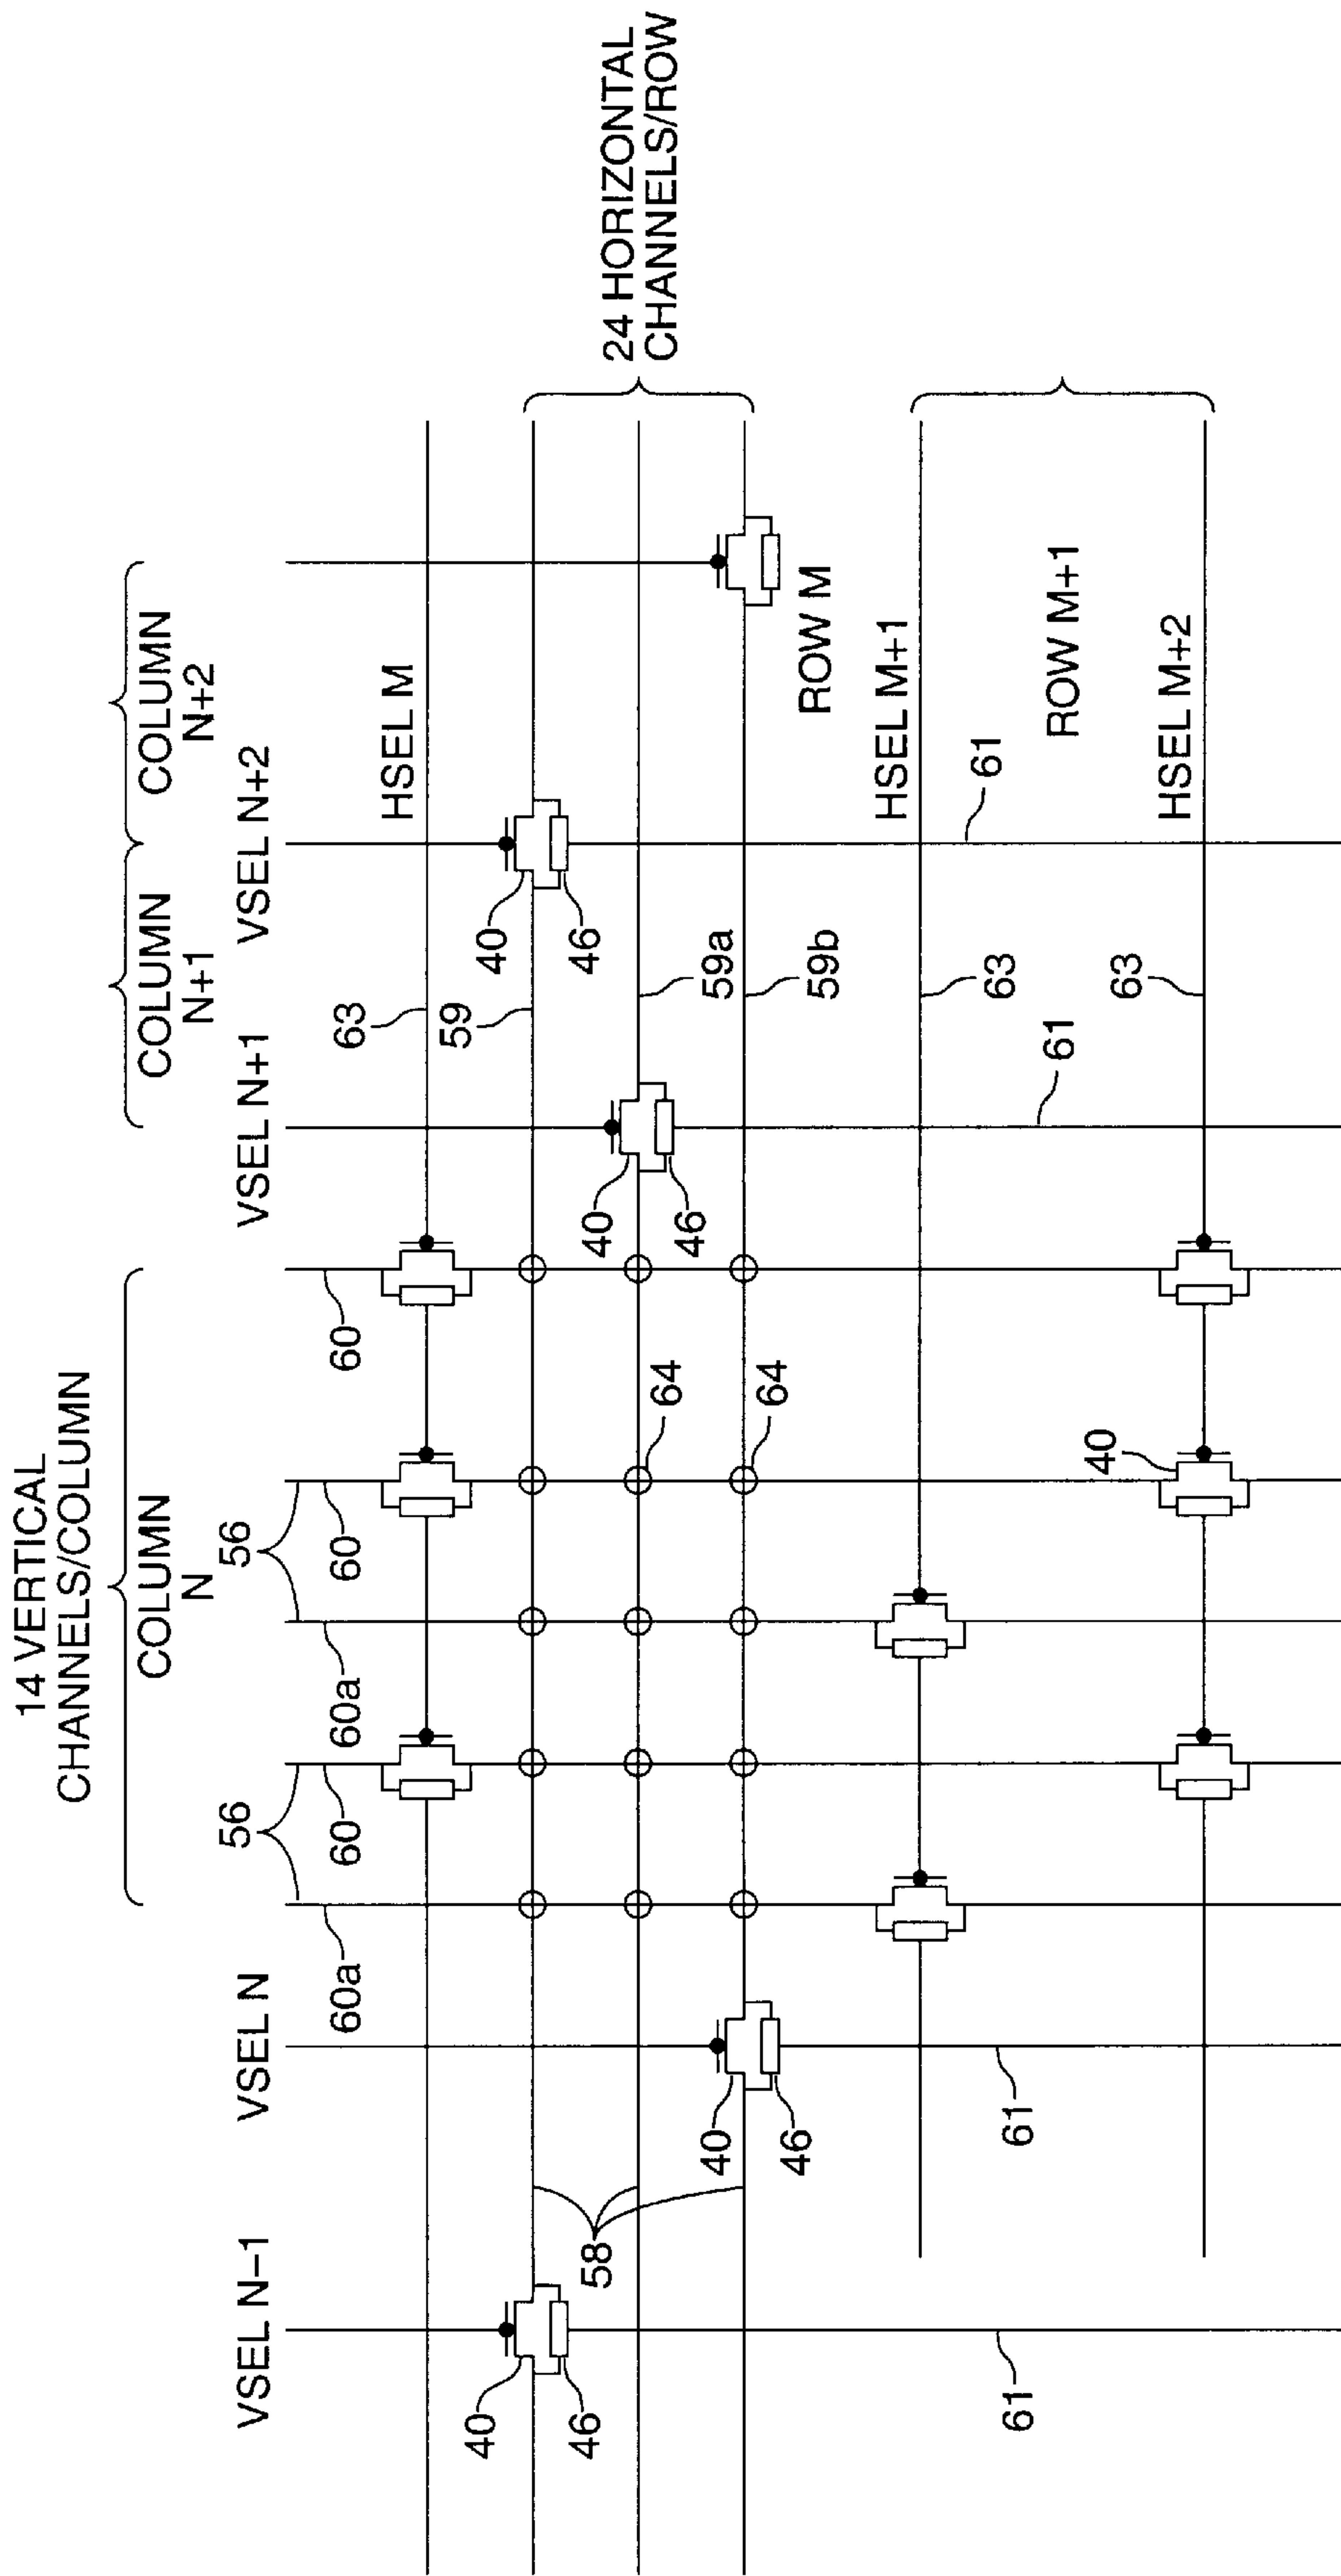 14 VERTICAL
CHANNELS/COLUMN
COLUMN
N
COLUMN
N+1
COLUMN
N+2
VSEL N-1
VSEL N
56
56
VSEL N+1
VSEL N+2
60a
60
60a
60
60
HSEL M
63
40
46
59
40
46
58
64
40
46
59a
24 HORIZONTAL
CHANNELS/ROW
40
46
64
59b
ROW M
HSEL M+1
63
61
61
61
61
ROW M+1
40
63
HSEL M+2